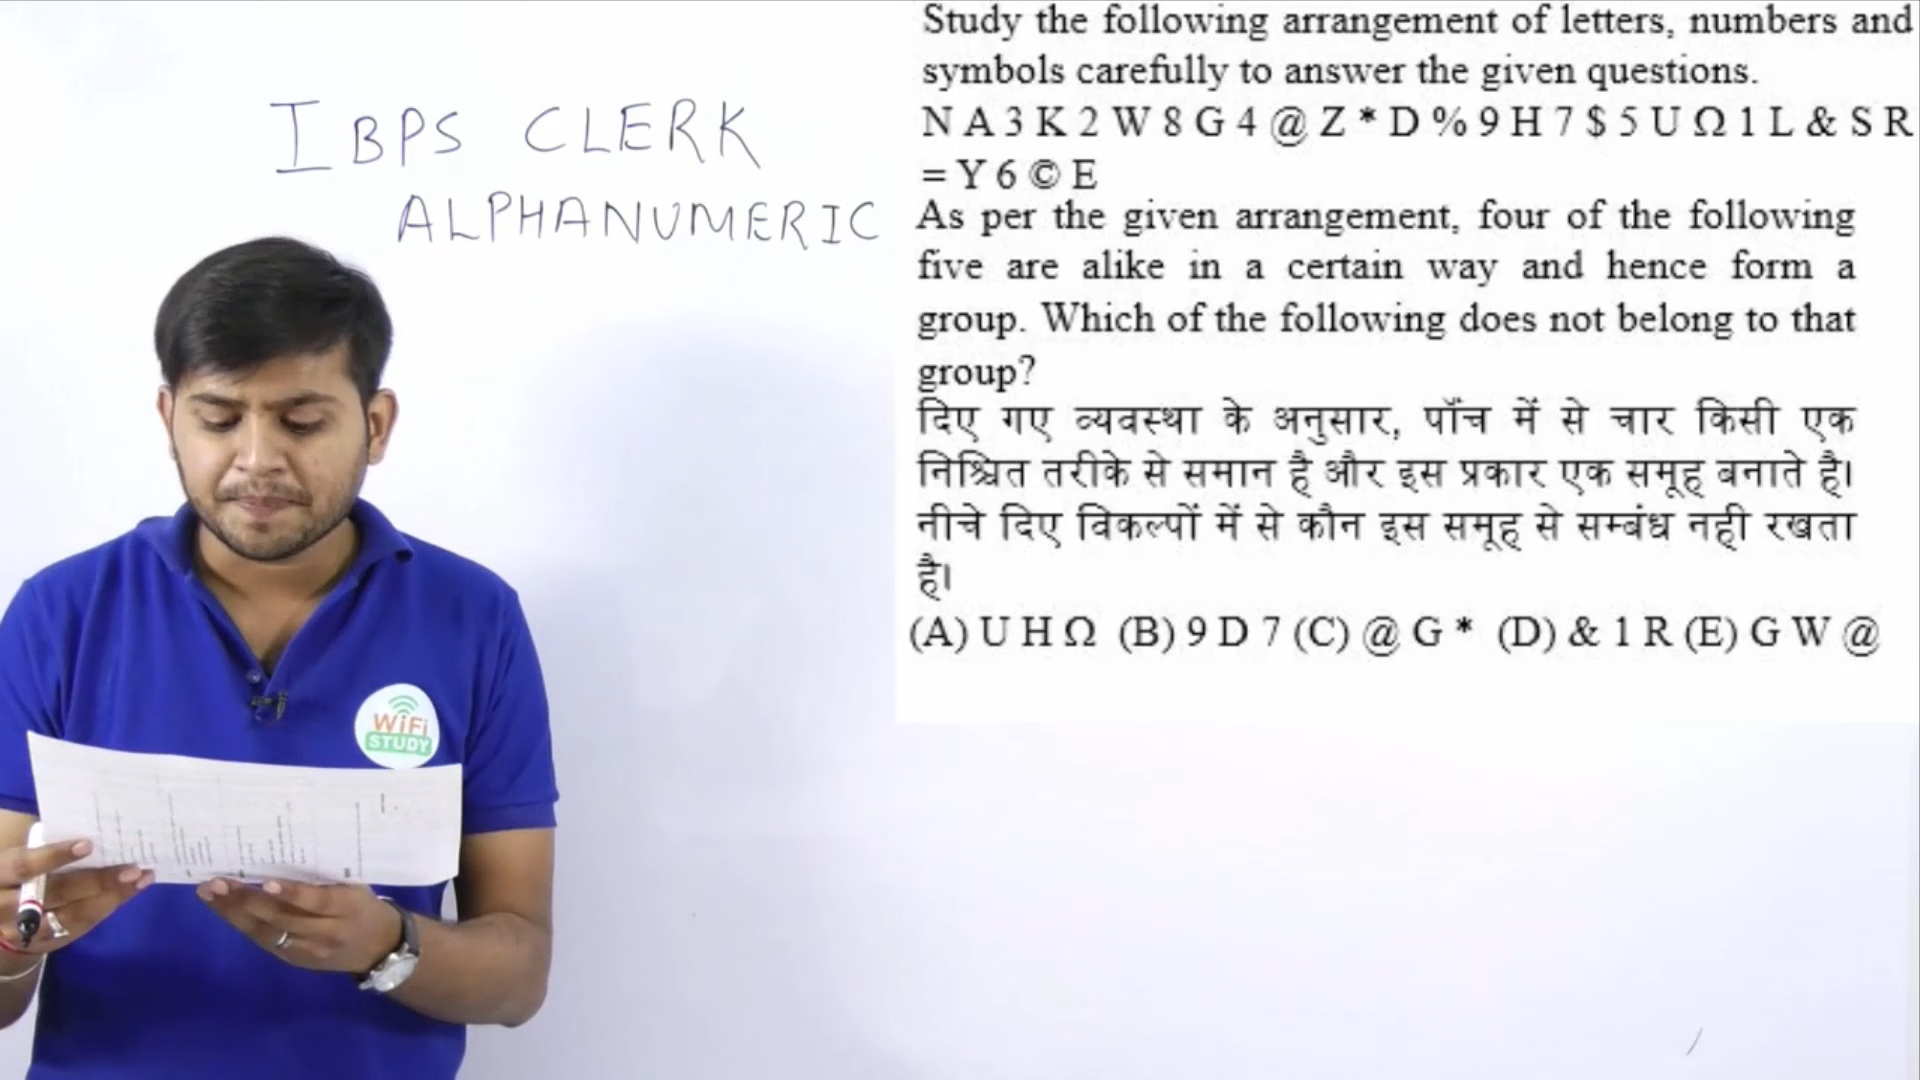 IBPS CLERK
ALPHANUMERIC
WiFi
STUDY
Study the following arrangement of letters, numbers and
symbols carefully to answer the given questions.
N A 3 K 2 W 8 G 4 @ Z * D % 9 H 7 $ 5 U Ω 1 L & S R
= Y 6 © E
As per the given arrangement, four of the following
five are alike in a certain way and hence form a
group. Which of the following does not belong to that
group?
दिए गए व्यवस्था के अनुसार, पाँच में से चार किसी एक
निश्चित तरीके से समान है और इस प्रकार एक समूह बनाते है।
नीचे दिए विकल्पों में से कौन इस समूह से सम्बंध नही रखता
है।
(A) U H Ω (B) 9 D 7 (C) @ G * (D) & 1 R (E) G W @